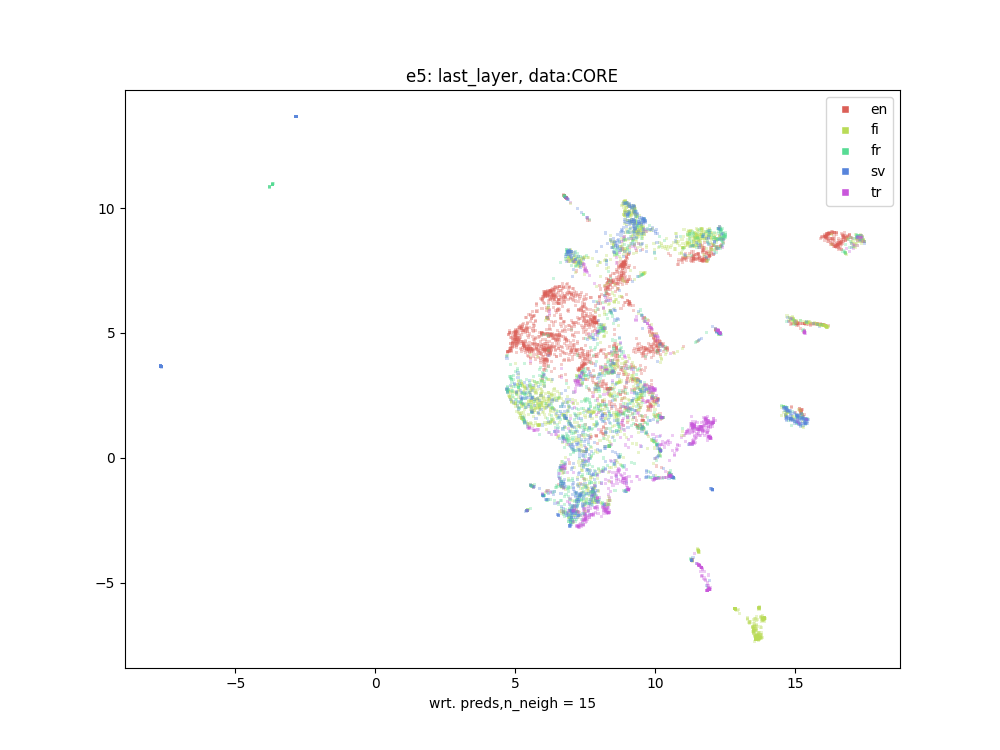 e5: last_layer, data:CORE
en
fi
fr
sv
tr
10
5
0
−5
−5
0
5
10
15
wrt. preds,n_neigh = 15